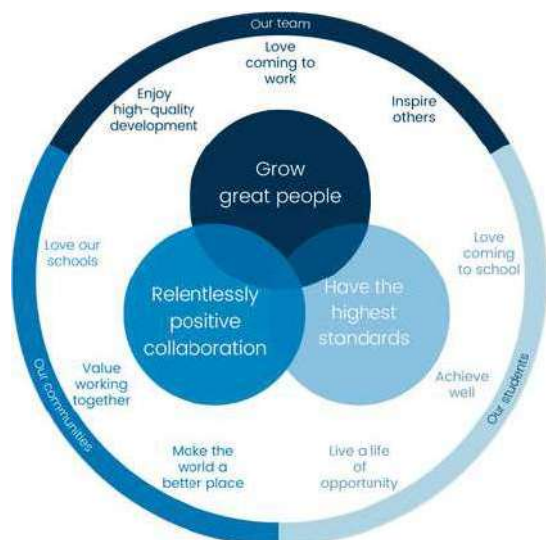 Our team
Love
coming to
work
Enjoy
high-quality
development
Inspire
others
Grow
great people
Love our
schools
Love
coming
to school
Relentlessly
positive
collaboration
Have the
highest
standards
Value
working
together
Achieve
well
Our communities
Our students
Make the
world a
better place
Live a life
of
opportunity